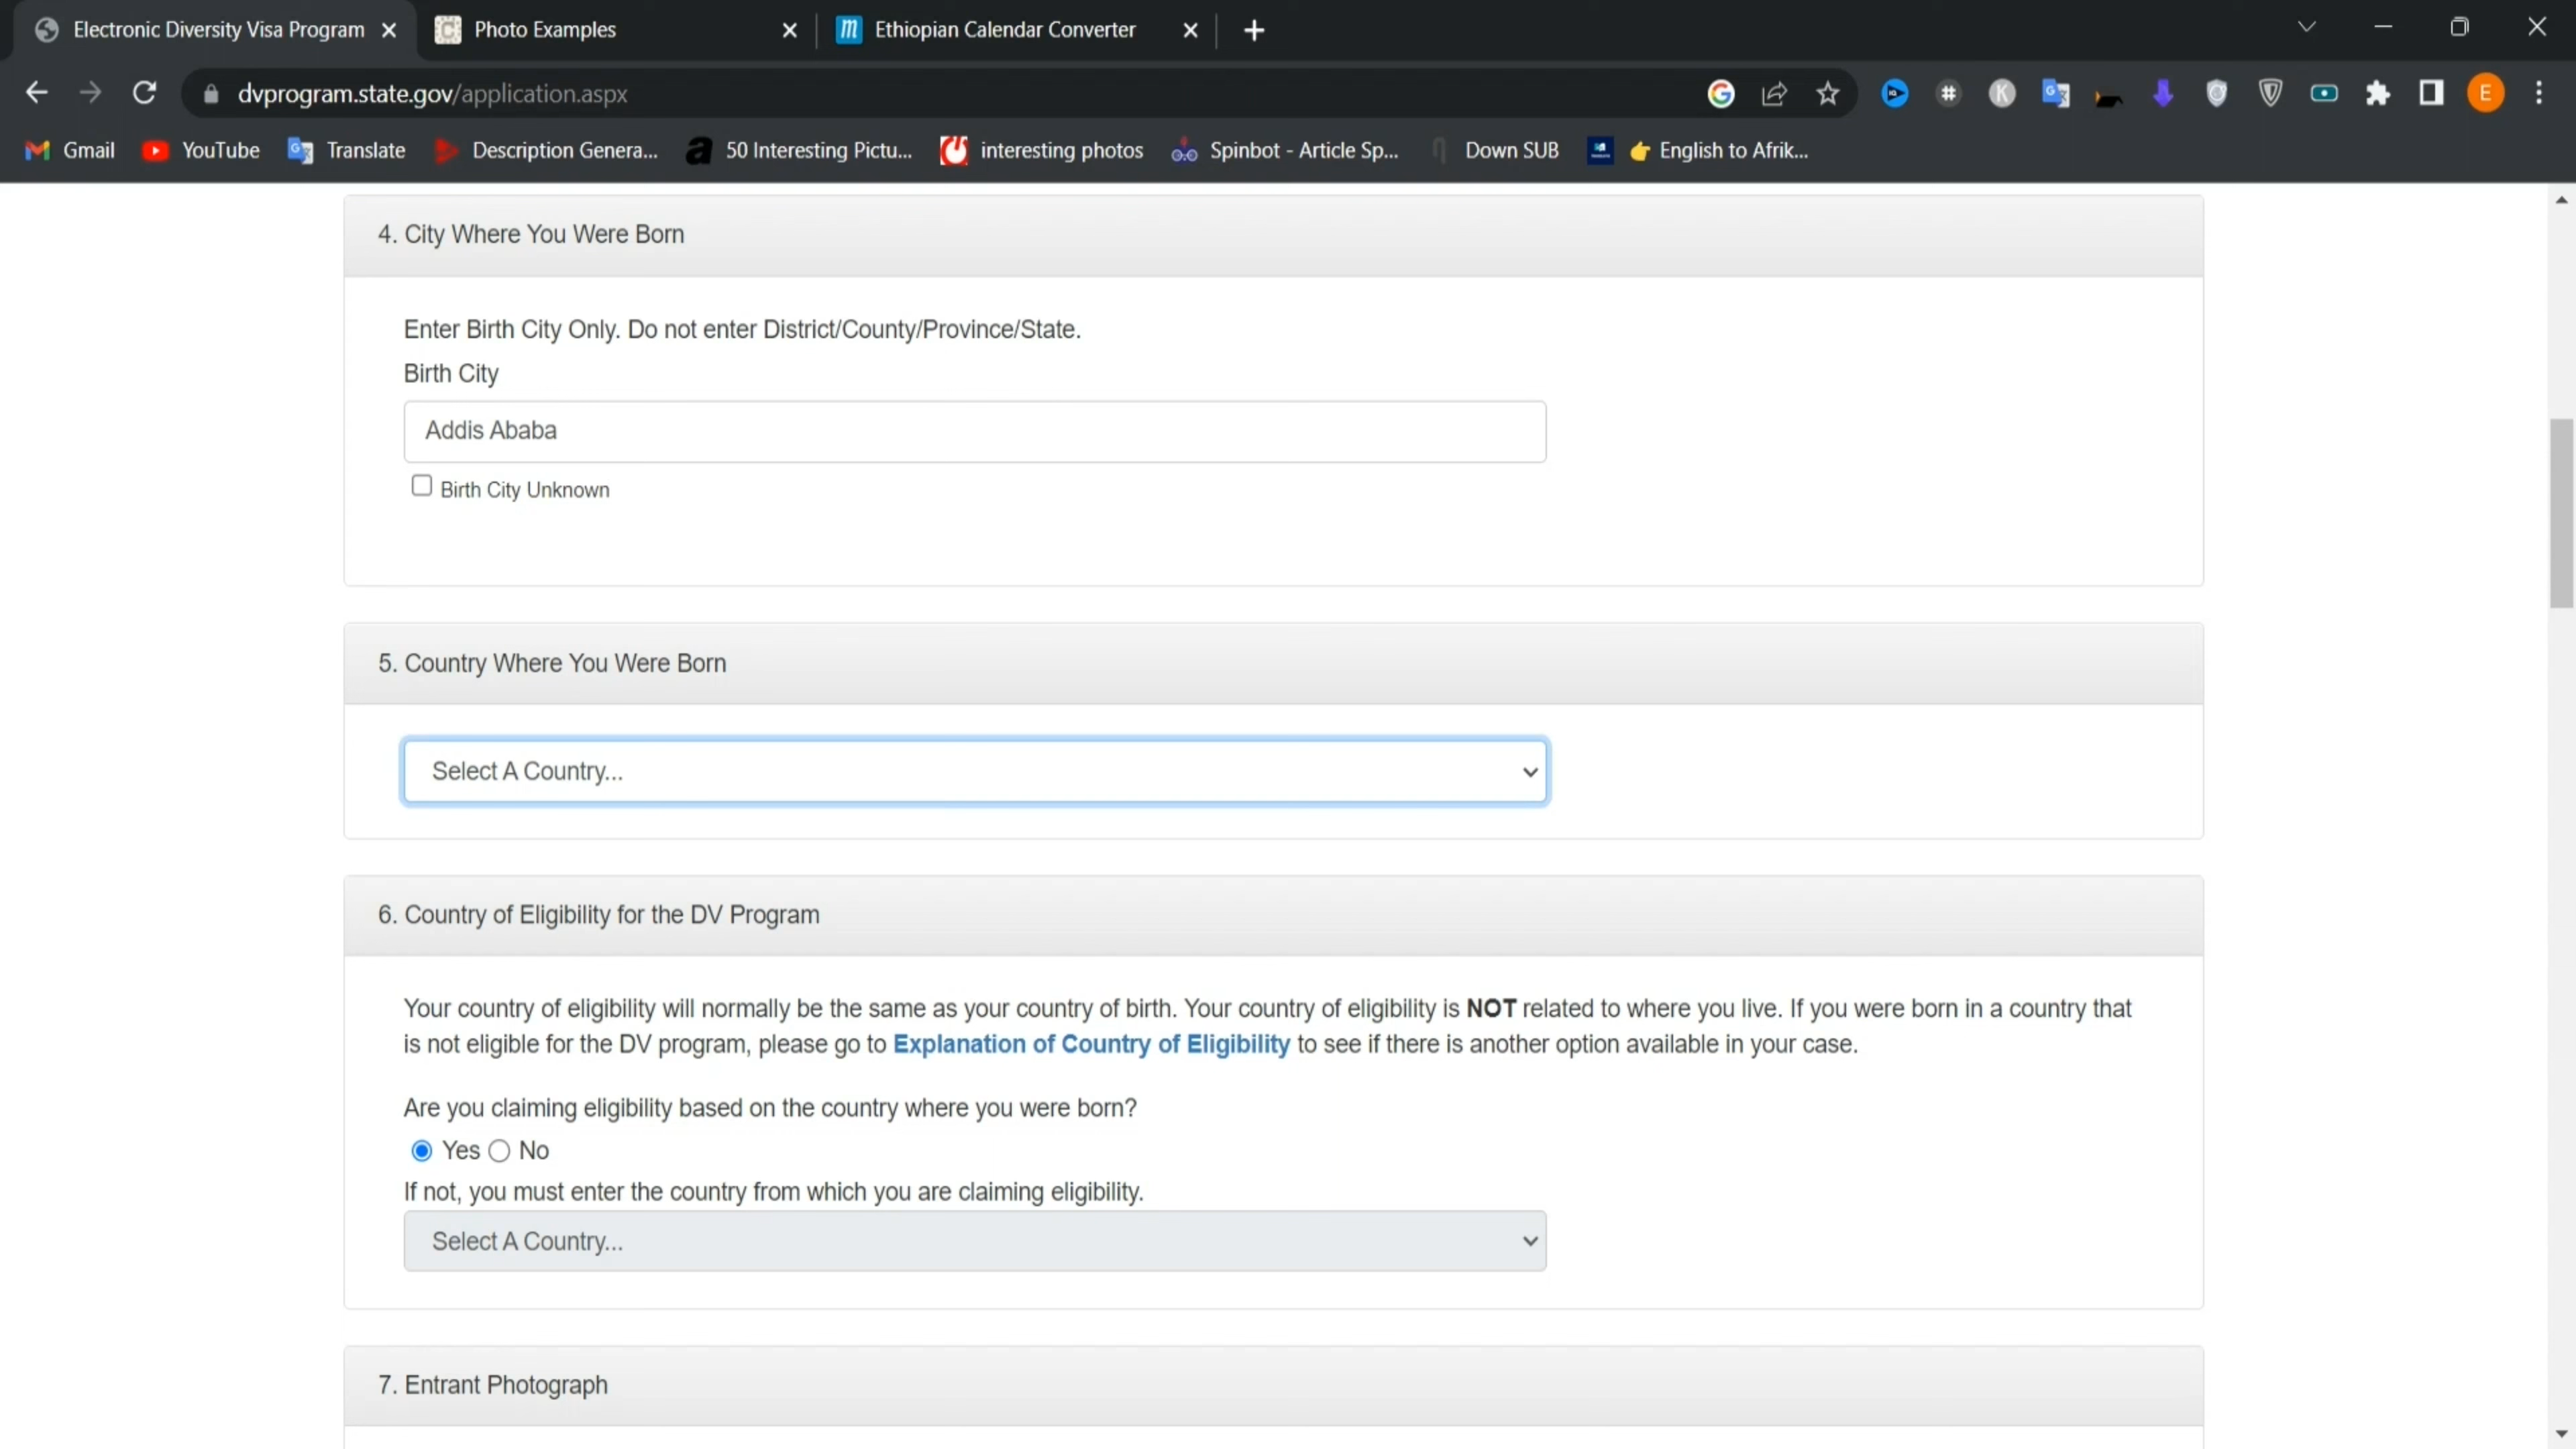 Electronic Diversity Visa Program
Photo Examples
Ethiopian Calendar Converter
dvprogram.state.gov/application.aspx
Gmail
YouTube
Translate
Description Genera...
50 Interesting Pictu...
interesting photos
Spinbot - Article Sp...
Down SUB
English to Afrik...
4. City Where You Were Born
Enter Birth City Only. Do not enter District/County/Province/State.
Birth City
Addis Ababa
Birth City Unknown
5. Country Where You Were Born
Select A Country...
6. Country of Eligibility for the DV Program
Your country of eligibility will normally be the same as your country of birth. Your country of eligibility is NOT related to where you live. If you were born in a country that
is not eligible for the DV program, please go to Explanation of Country of Eligibility to see if there is another option available in your case.
Are you claiming eligibility based on the country where you were born?
Yes No
If not, you must enter the country from which you are claiming eligibility.
Select A Country...
7. Entrant Photograph